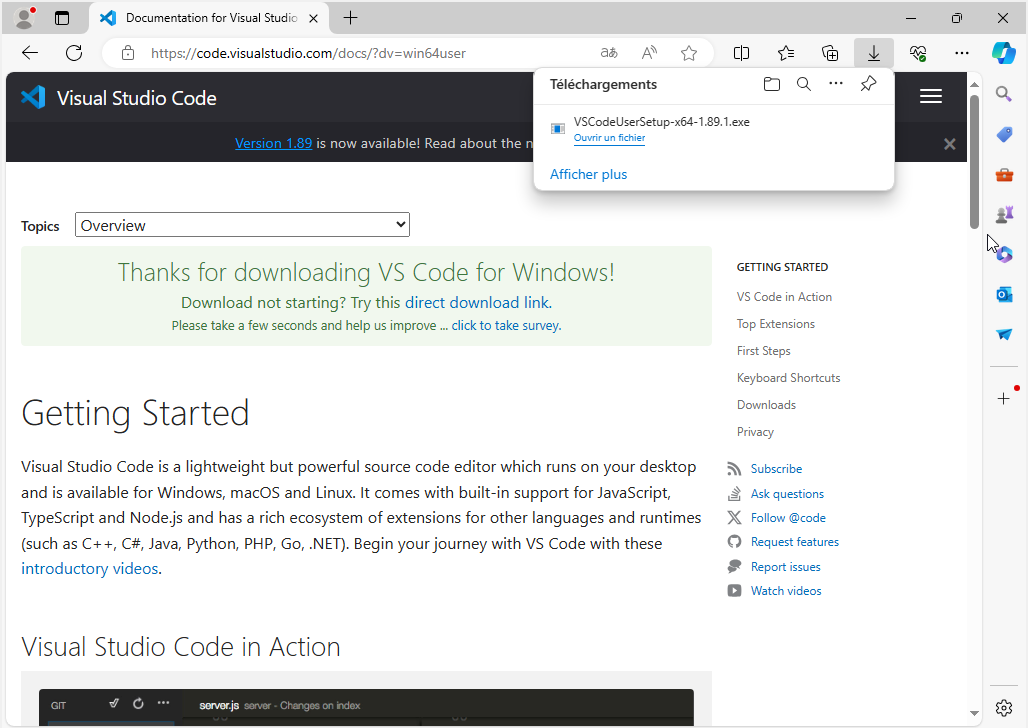 Documentation for Visual Studio
https://code.visualstudio.com/docs/?dv=win64user
Visual Studio Code
Version 1.89 is now available! Read about the n
Téléchargements
VSCodeUserSetup-x64-1.89.1.exe
Ouvrir un fichier
Afficher plus
Topics
Overview
Thanks for downloading VS Code for Windows!
Download not starting? Try this direct download link.
Please take a few seconds and help us improve ... click to take survey.
Getting Started
Visual Studio Code is a lightweight but powerful source code editor which runs on your desktop
and is available for Windows, macOS and Linux. It comes with built-in support for JavaScript,
TypeScript and Node.js and has a rich ecosystem of extensions for other languages and runtimes
(such as C++, C#, Java, Python, PHP, Go, .NET). Begin your journey with VS Code with these
introductory videos.
Visual Studio Code in Action
GIT
server.js server - Changes on index
GETTING STARTED
VS Code in Action
Top Extensions
First Steps
Keyboard Shortcuts
Downloads
Privacy
Subscribe
Ask questions
Follow @code
Request features
Report issues
Watch videos